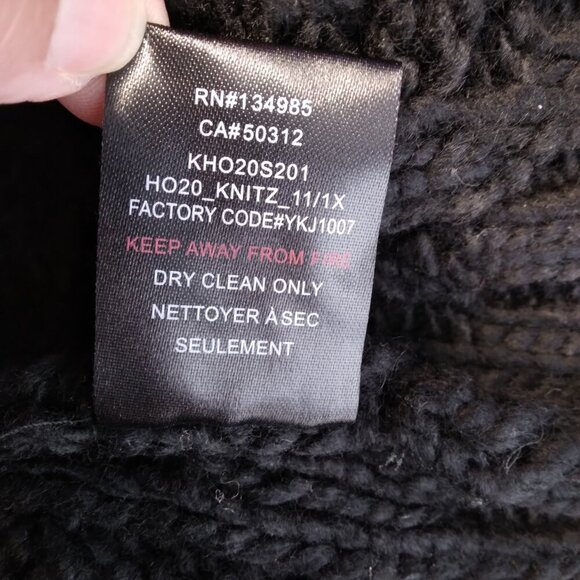 RN#134985
CA#50312
KHO20S201
HO20_KNITZ_11/1X
FACTORY CODE#YKJ1007
KEEP AWAY FROM FIRE
DRY CLEAN ONLY
NETTOYER ÀSEC
SEULEMENT